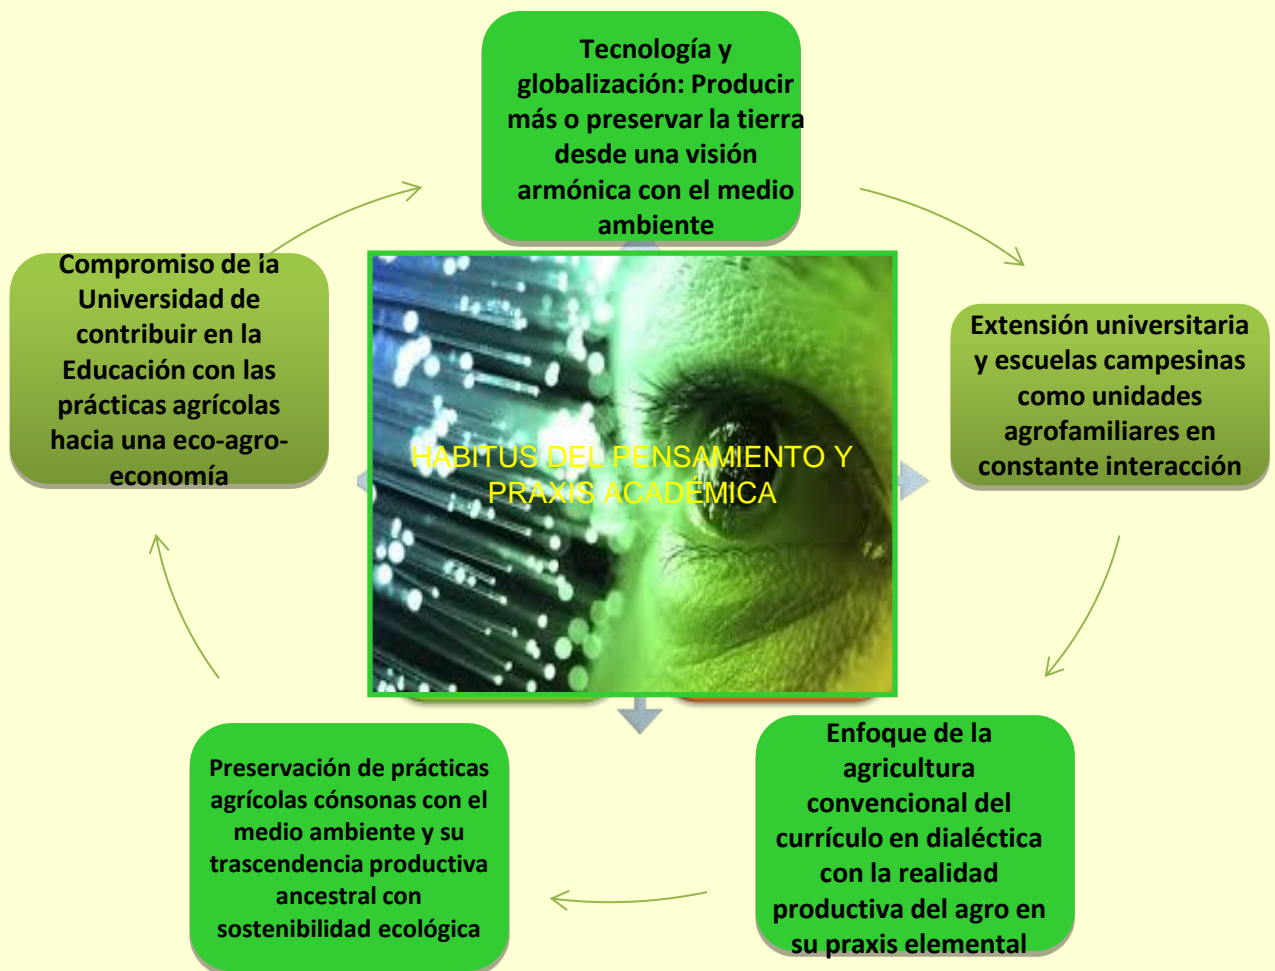 Tecnología y
globalización: Producir
más o preservar la tierra
desde una visión
armónica con el medio
ambiente
Compromiso de la
Universidad de
contribuir en la
Educación con las
prácticas agrícolas
hacia una eco-agro-
economía
Extensión universitaria
y escuelas campesinas
como unidades
agrofamiliares en
constante interacción
HABITUS DEL PENSAMIENTO Y
PRAXIS ACADÉMICA
Preservación de prácticas
agrícolas cónsonas con el
medio ambiente y su
trascendencia productiva
ancestral con
sostenibilidad ecológica
Enfoque de la
agricultura
convencional del
currículo en dialéctica
con la realidad
productiva del agro en
su praxis elemental